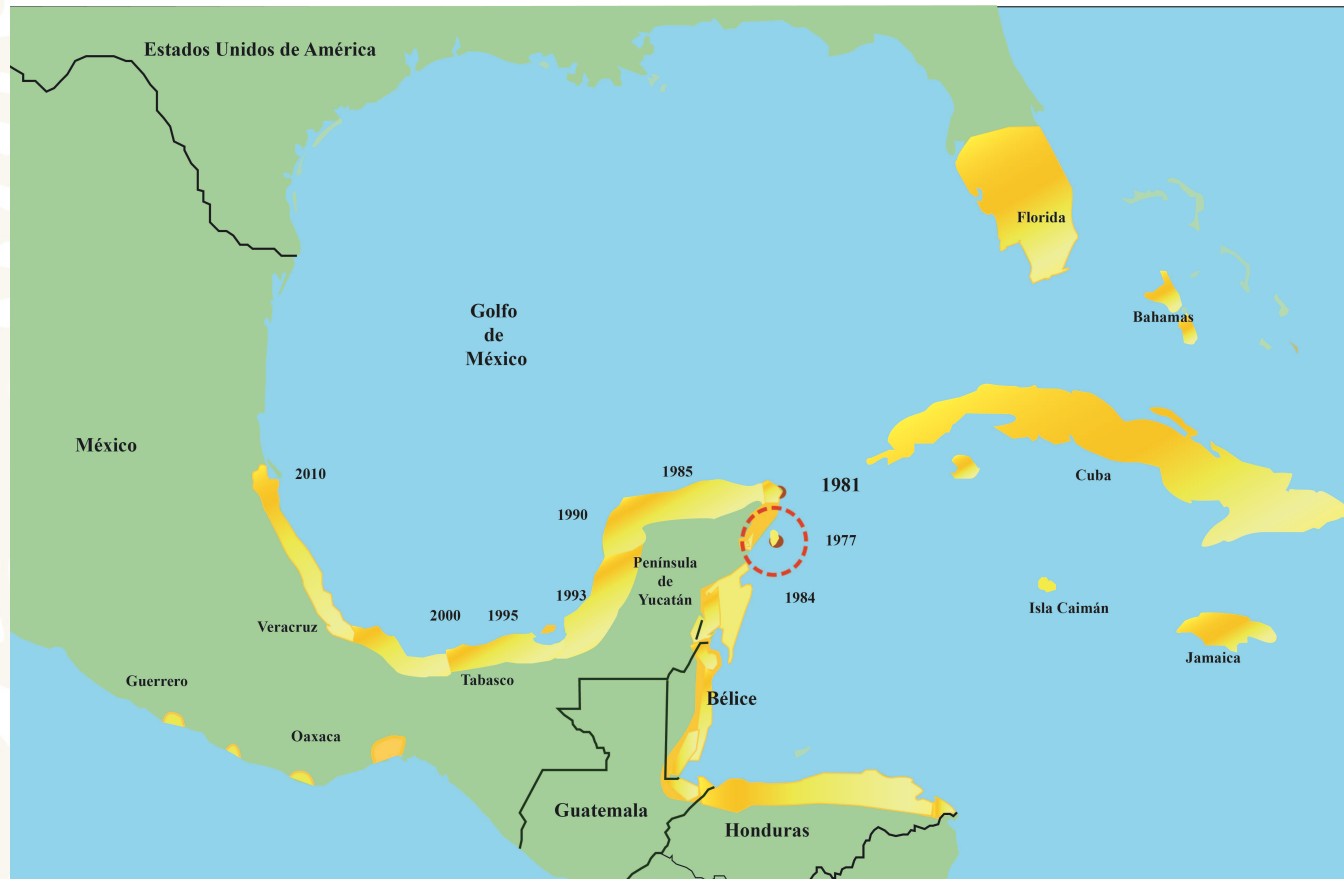 Estados Unidos de América
Florida
Golfo
de
México
Bahamas
México
2010
1985
1981
Cuba
1990
1977
Península
de
Yucatán
1993
1984
Isla Caimán
2000
1995
Veracruz
Jamaica
Tabasco
Guerrero
Bélice
Oaxaca
Guatemala
Honduras